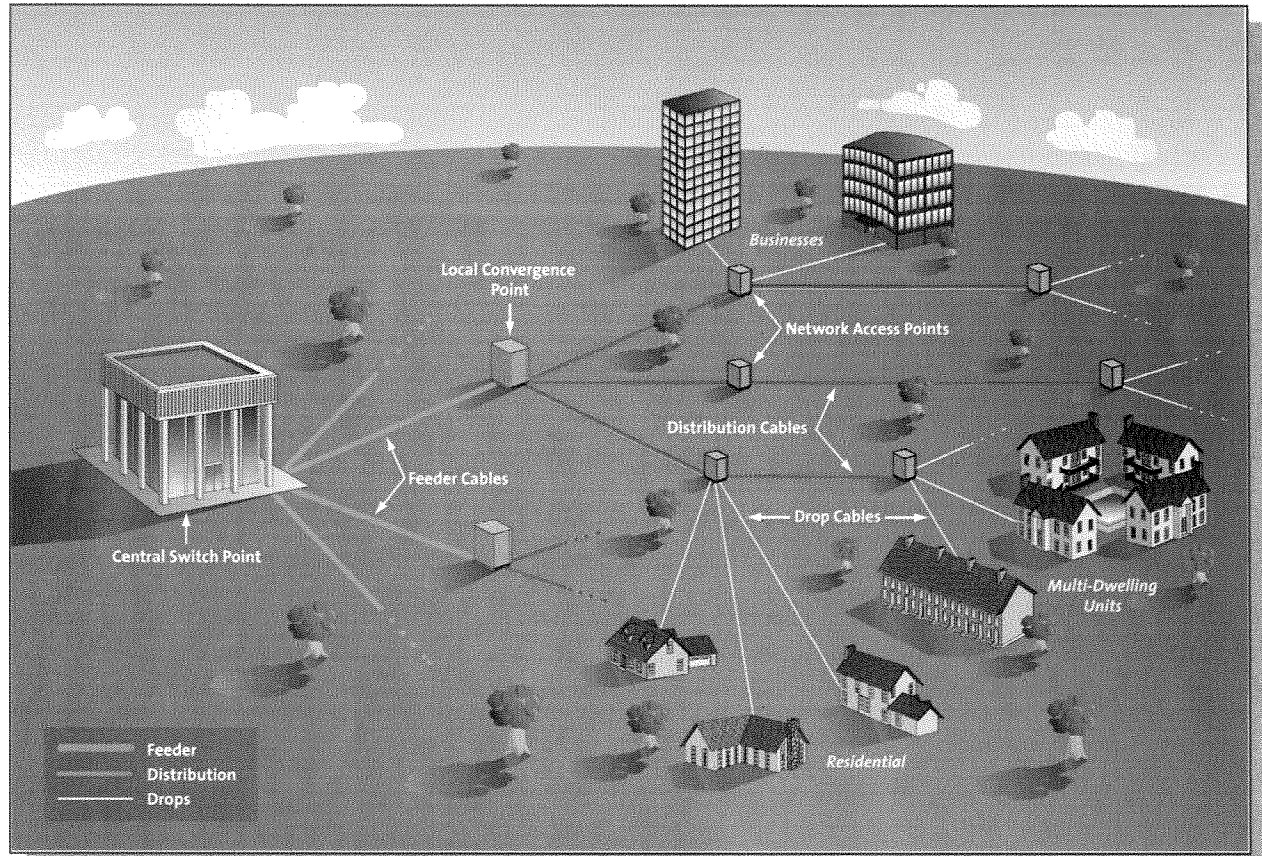 Businesses
Local Convergence
Point
Network Access Points
Distribution Cables
Feeder Cables
Drop Cables
Central Switch Point
Multi-Dwelling
Units
Residential
Feeder
Distribution
Drops